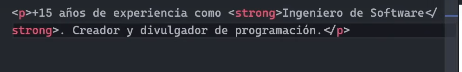 <p>+15 años de experiencia como <strong>Ingeniero de Software</
strong>. Creador y divulgador de programación.</p>